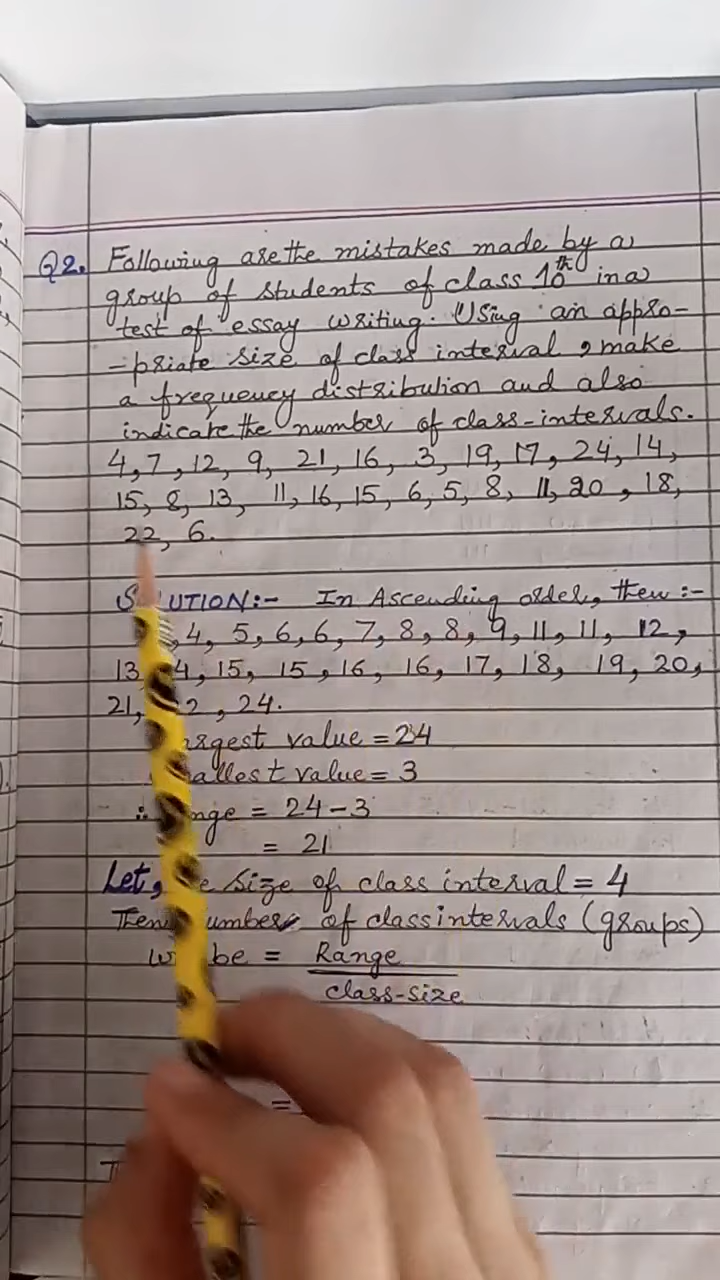 Q2. Following are the mistakes made by a
group of students of class 10th in a
test of essay writing. Using an appro-
-priate size of class interval, make
a frequency distribution and also
indicate the number of class-intervals.
4, 7, 12, 9, 21, 16, 3, 19, 17, 24, 14,
15, 8, 13, 11, 16, 15, 6, 5, 8, 11, 20, 18,
22, 6.
S LUTION:- In Ascending order, then :-
, 4, 5, 6, 6, 7, 8, 8, 9, 11, 11, 12,
13, 4, 15, 15, 16, 16, 17, 18, 19, 20,
21, 2, 24.
argest value = 24
allest value = 3
∴ nge = 24-3
= 21
Let, e size of class interval = 4
Then umber of class intervals (groups)
w be = Range
class-size
=